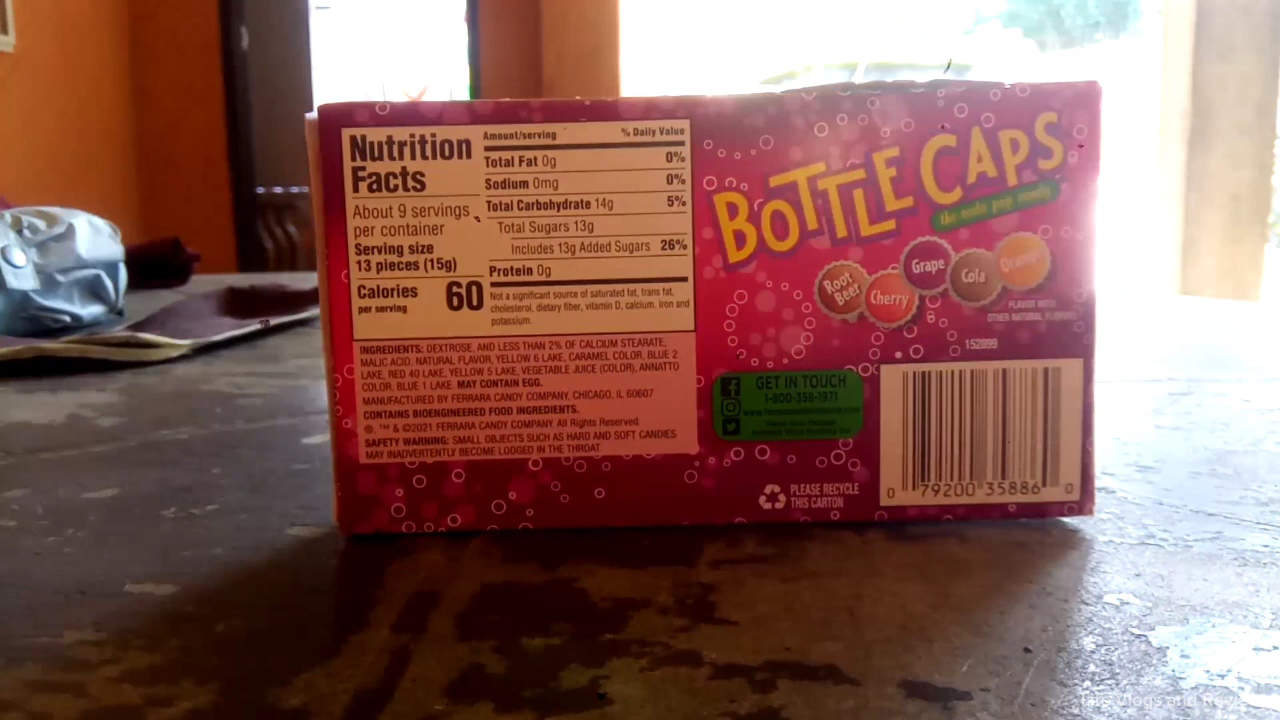 Nutrition
Facts
About 9 servings
per container
Serving size
13 pieces (15g)
Calories
per serving
60
Amount/serving % Daily Value
Total Fat 0g 0%
Sodium 0mg 0%
Total Carbohydrate 14g 5%
Total Sugars 13g
Includes 13g Added Sugars 26%
Protein 0g
Not a significant source of saturated fat, trans fat,
cholesterol, dietary fiber, vitamin D, calcium, iron and
potassium.
INGREDIENTS: DEXTROSE, AND LESS THAN 2% OF CALCIUM STEARATE,
MALIC ACID, NATURAL FLAVOR, YELLOW 6 LAKE, CARAMEL COLOR, BLUE 2
LAKE, RED 40 LAKE, YELLOW 5 LAKE, VEGETABLE JUICE (COLOR), ANNATTO
COLOR, BLUE 1 LAKE. MAY CONTAIN EGG.
MANUFACTURED BY FERRARA CANDY COMPANY, CHICAGO, IL 60607
CONTAINS BIOENGINEERED FOOD INGREDIENTS.
®, ™ & ©2021 FERRARA CANDY COMPANY. All Rights Reserved.
SAFETY WARNING: SMALL OBJECTS SUCH AS HARD AND SOFT CANDIES
MAY INADVERTENTLY BECOME LODGED IN THE THROAT.
BOTTLE CAPS
the soda pop candy
Root
Beer
Cherry
Grape
Cola
Orange
FLAVOR WITH
OTHER NATURAL FLAVORS
152899
GET IN TOUCH
1-800-358-1971
PLEASE RECYCLE
THIS CARTON
0 79200 35886 0
Vlogs and